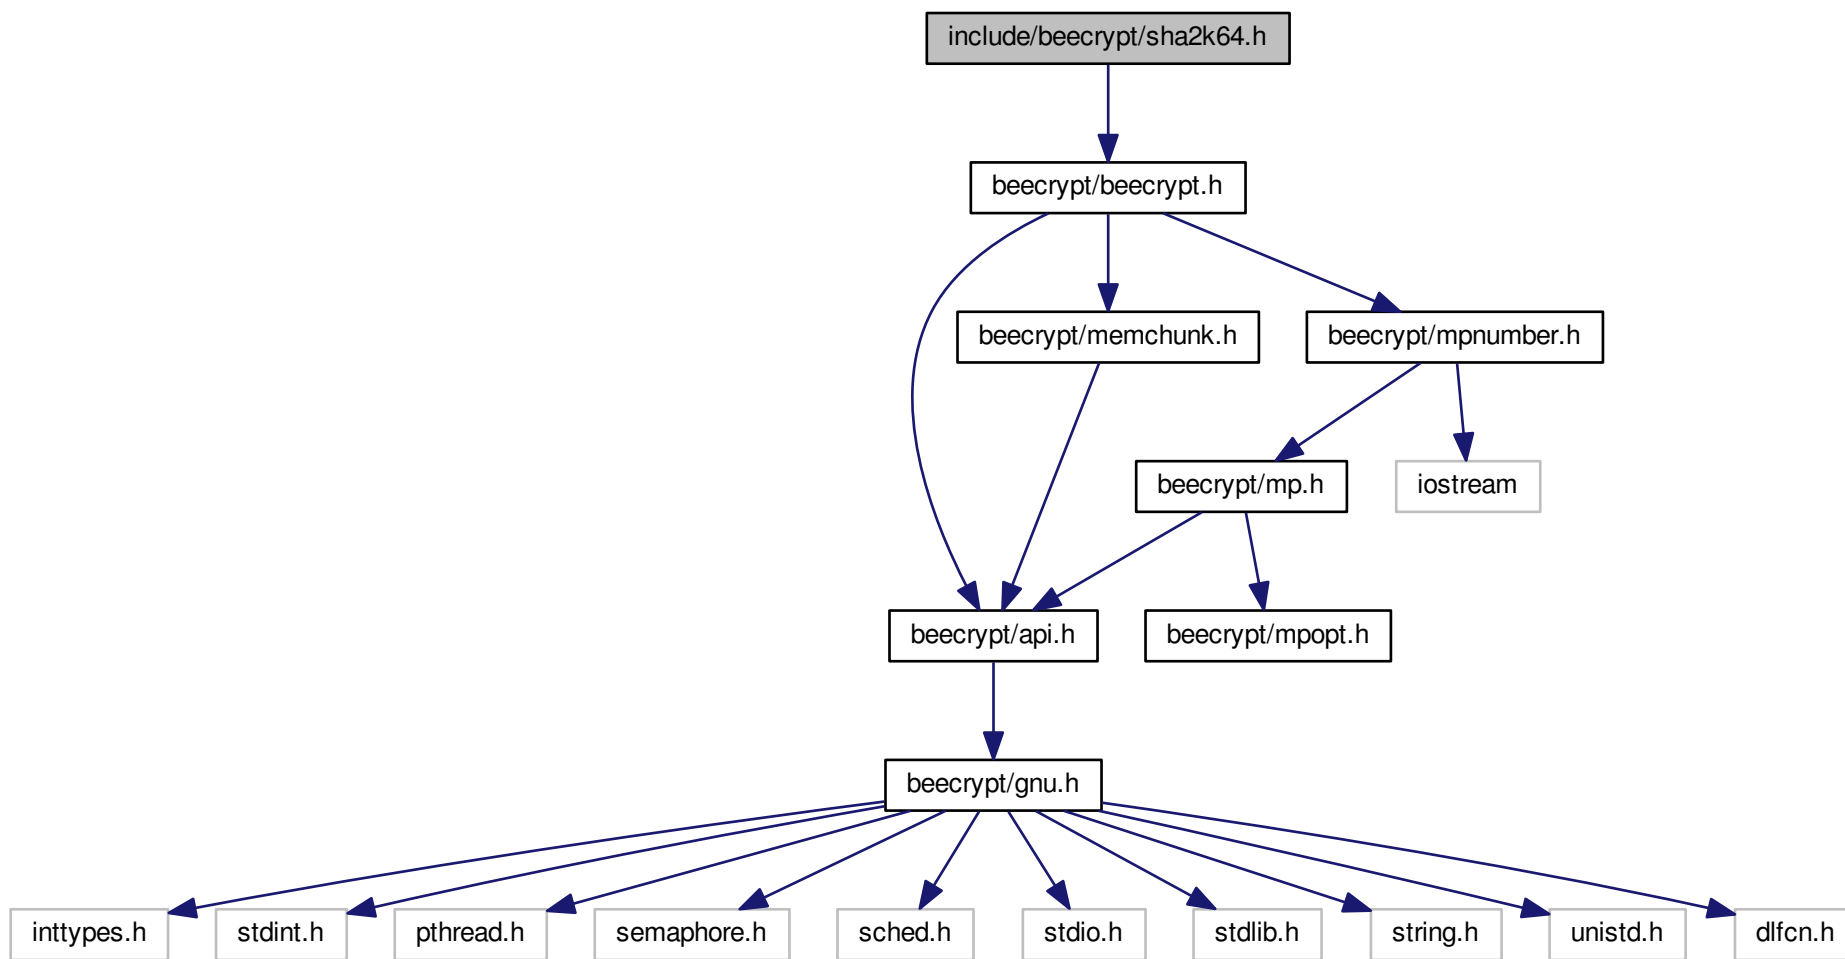 include/beecrypt/sha2k64.h
beecrypt/beecrypt.h
beecrypt/memchunk.h
beecrypt/mpnumber.h
beecrypt/mp.h
iostream
beecrypt/api.h
beecrypt/mpopt.h
beecrypt/gnu.h
inttypes.h
stdint.h
pthread.h
semaphore.h
sched.h
stdio.h
stdlib.h
string.h
unistd.h
dlfcn.h